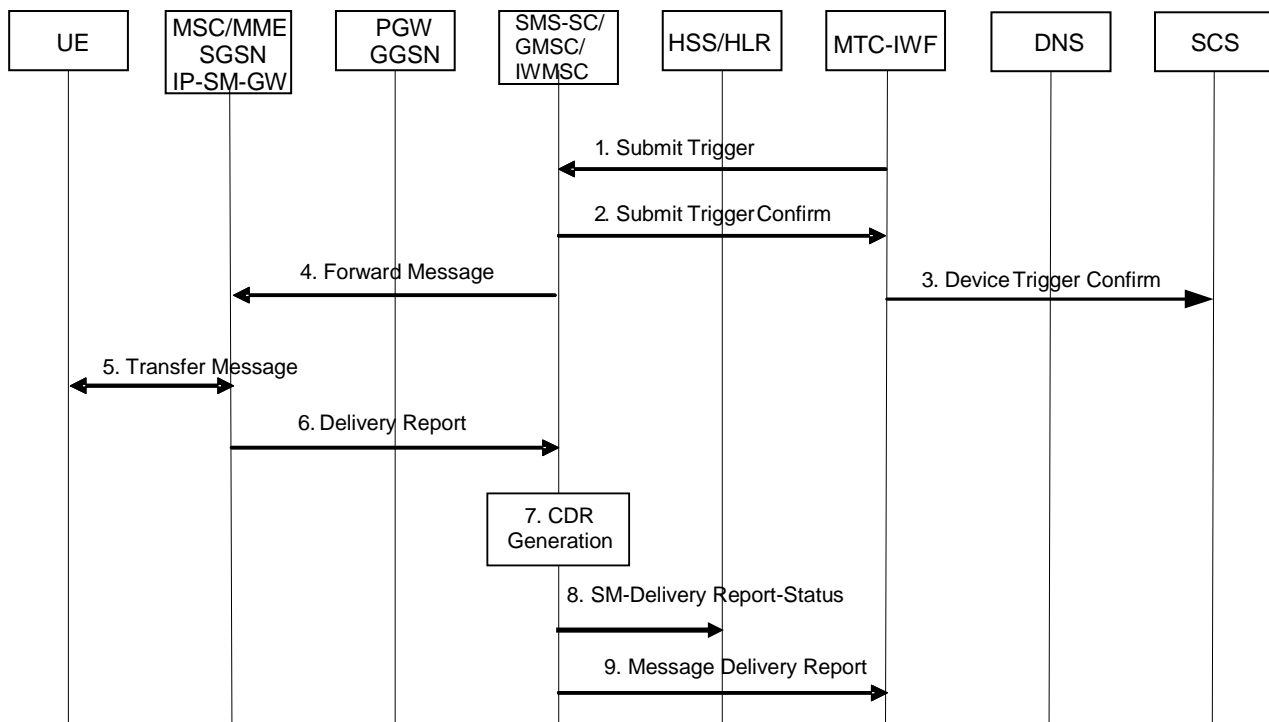 UE
MSC/MME
SGSN
IP-SM-GW
PGW
GGSN
SMS-SC/
GMSC/
IWMSC
HSS/HLR
MTC-IWF
DNS
SCS
1. Submit Trigger
2. Submit Trigger Confirm
4. Forward Message
3. Device Trigger Confirm
5. Transfer Message
6. Delivery Report
7. CDR
Generation
8. SM-Delivery Report-Status
9. Message Delivery Report